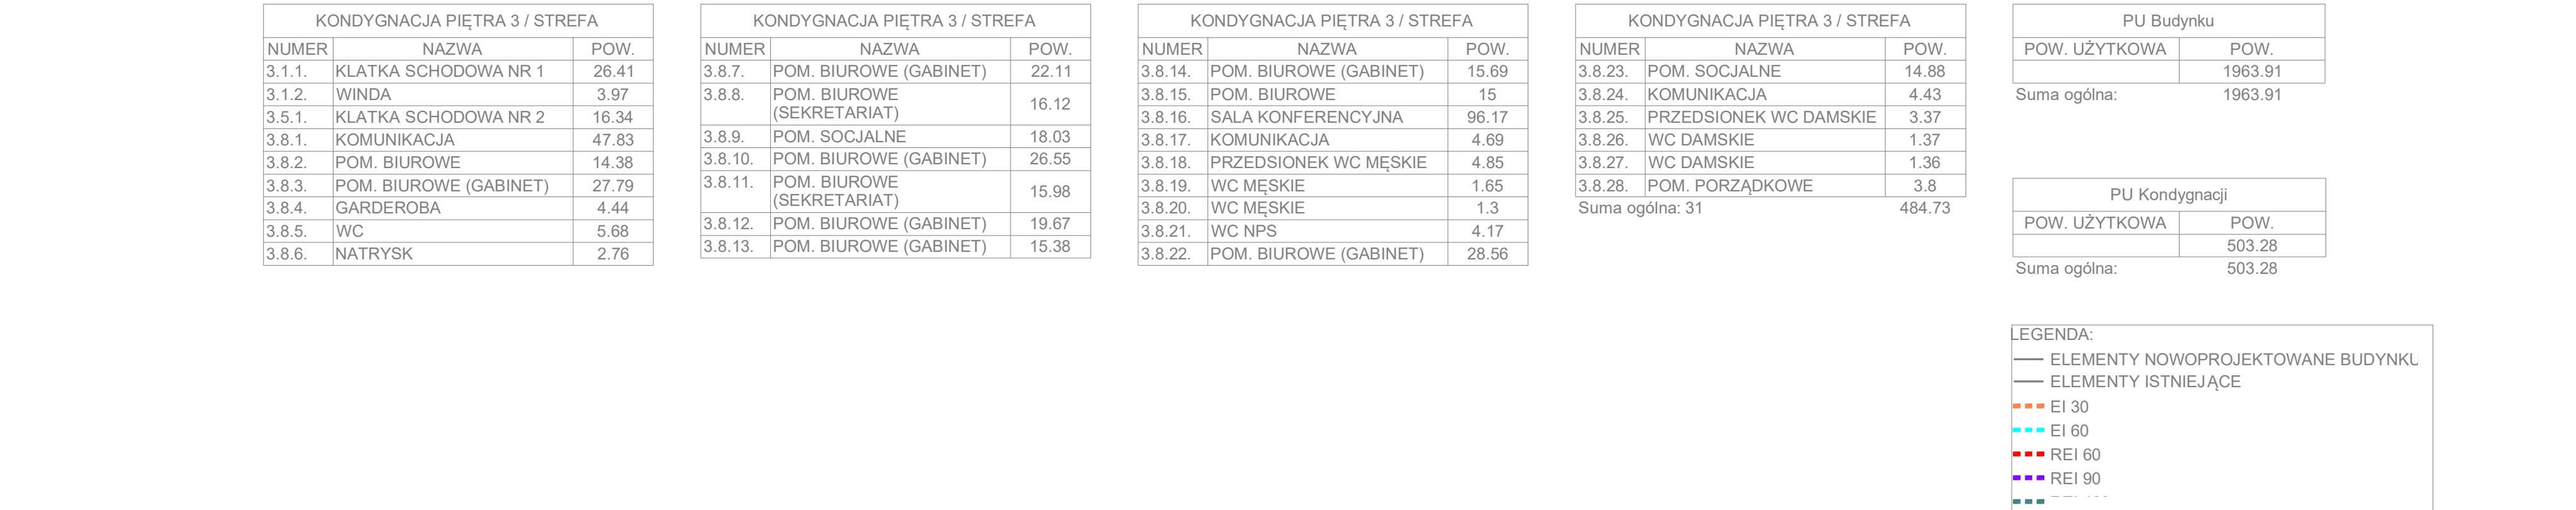 KONDYGNACJA PIĘTRA 3 / STREFA
NUMER NAZWA POW.
3.1.1. KLATKA SCHODOWA NR 1 26.41
3.1.2. WINDA 3.97
3.5.1. KLATKA SCHODOWA NR 2 16.34
3.8.1. KOMUNIKACJA 47.83
3.8.2. POM. BIUROWE 14.38
3.8.3. POM. BIUROWE (GABINET) 27.79
3.8.4. GARDEROBA 4.44
3.8.5. WC 5.68
3.8.6. NATRYSK 2.76
KONDYGNACJA PIĘTRA 3 / STREFA
NUMER NAZWA POW.
3.8.7. POM. BIUROWE (GABINET) 22.11
3.8.8. POM. BIUROWE
(SEKRETARIAT) 16.12
3.8.9. POM. SOCJALNE 18.03
3.8.10. POM. BIUROWE (GABINET) 26.55
3.8.11. POM. BIUROWE
(SEKRETARIAT) 15.98
3.8.12. POM. BIUROWE (GABINET) 19.67
3.8.13. POM. BIUROWE (GABINET) 15.38
KONDYGNACJA PIĘTRA 3 / STREFA
NUMER NAZWA POW.
3.8.14. POM. BIUROWE (GABINET) 15.69
3.8.15. POM. BIUROWE 15
3.8.16. SALA KONFERENCYJNA 96.17
3.8.17. KOMUNIKACJA 4.69
3.8.18. PRZEDSIONEK WC MĘSKIE 4.85
3.8.19. WC MĘSKIE 1.65
3.8.20. WC MĘSKIE 1.3
3.8.21. WC NPS 4.17
3.8.22. POM. BIUROWE (GABINET) 28.56
KONDYGNACJA PIĘTRA 3 / STREFA
NUMER NAZWA POW.
3.8.23. POM. SOCJALNE 14.88
3.8.24. KOMUNIKACJA 4.43
3.8.25. PRZEDSIONEK WC DAMSKIE 3.37
3.8.26. WC DAMSKIE 1.37
3.8.27. WC DAMSKIE 1.36
3.8.28. POM. PORZĄDKOWE 3.8
Suma ogólna: 31 484.73
PU Budynku
POW. UŻYTKOWA POW.
1963.91
Suma ogólna: 1963.91
PU Kondygnacji
POW. UŻYTKOWA POW.
503.28
Suma ogólna: 503.28
LEGENDA:
ELEMENTY NOWOPROJEKTOWANE BUDYNKU
ELEMENTY ISTNIEJĄCE
EI 30
EI 60
REI 60
REI 90